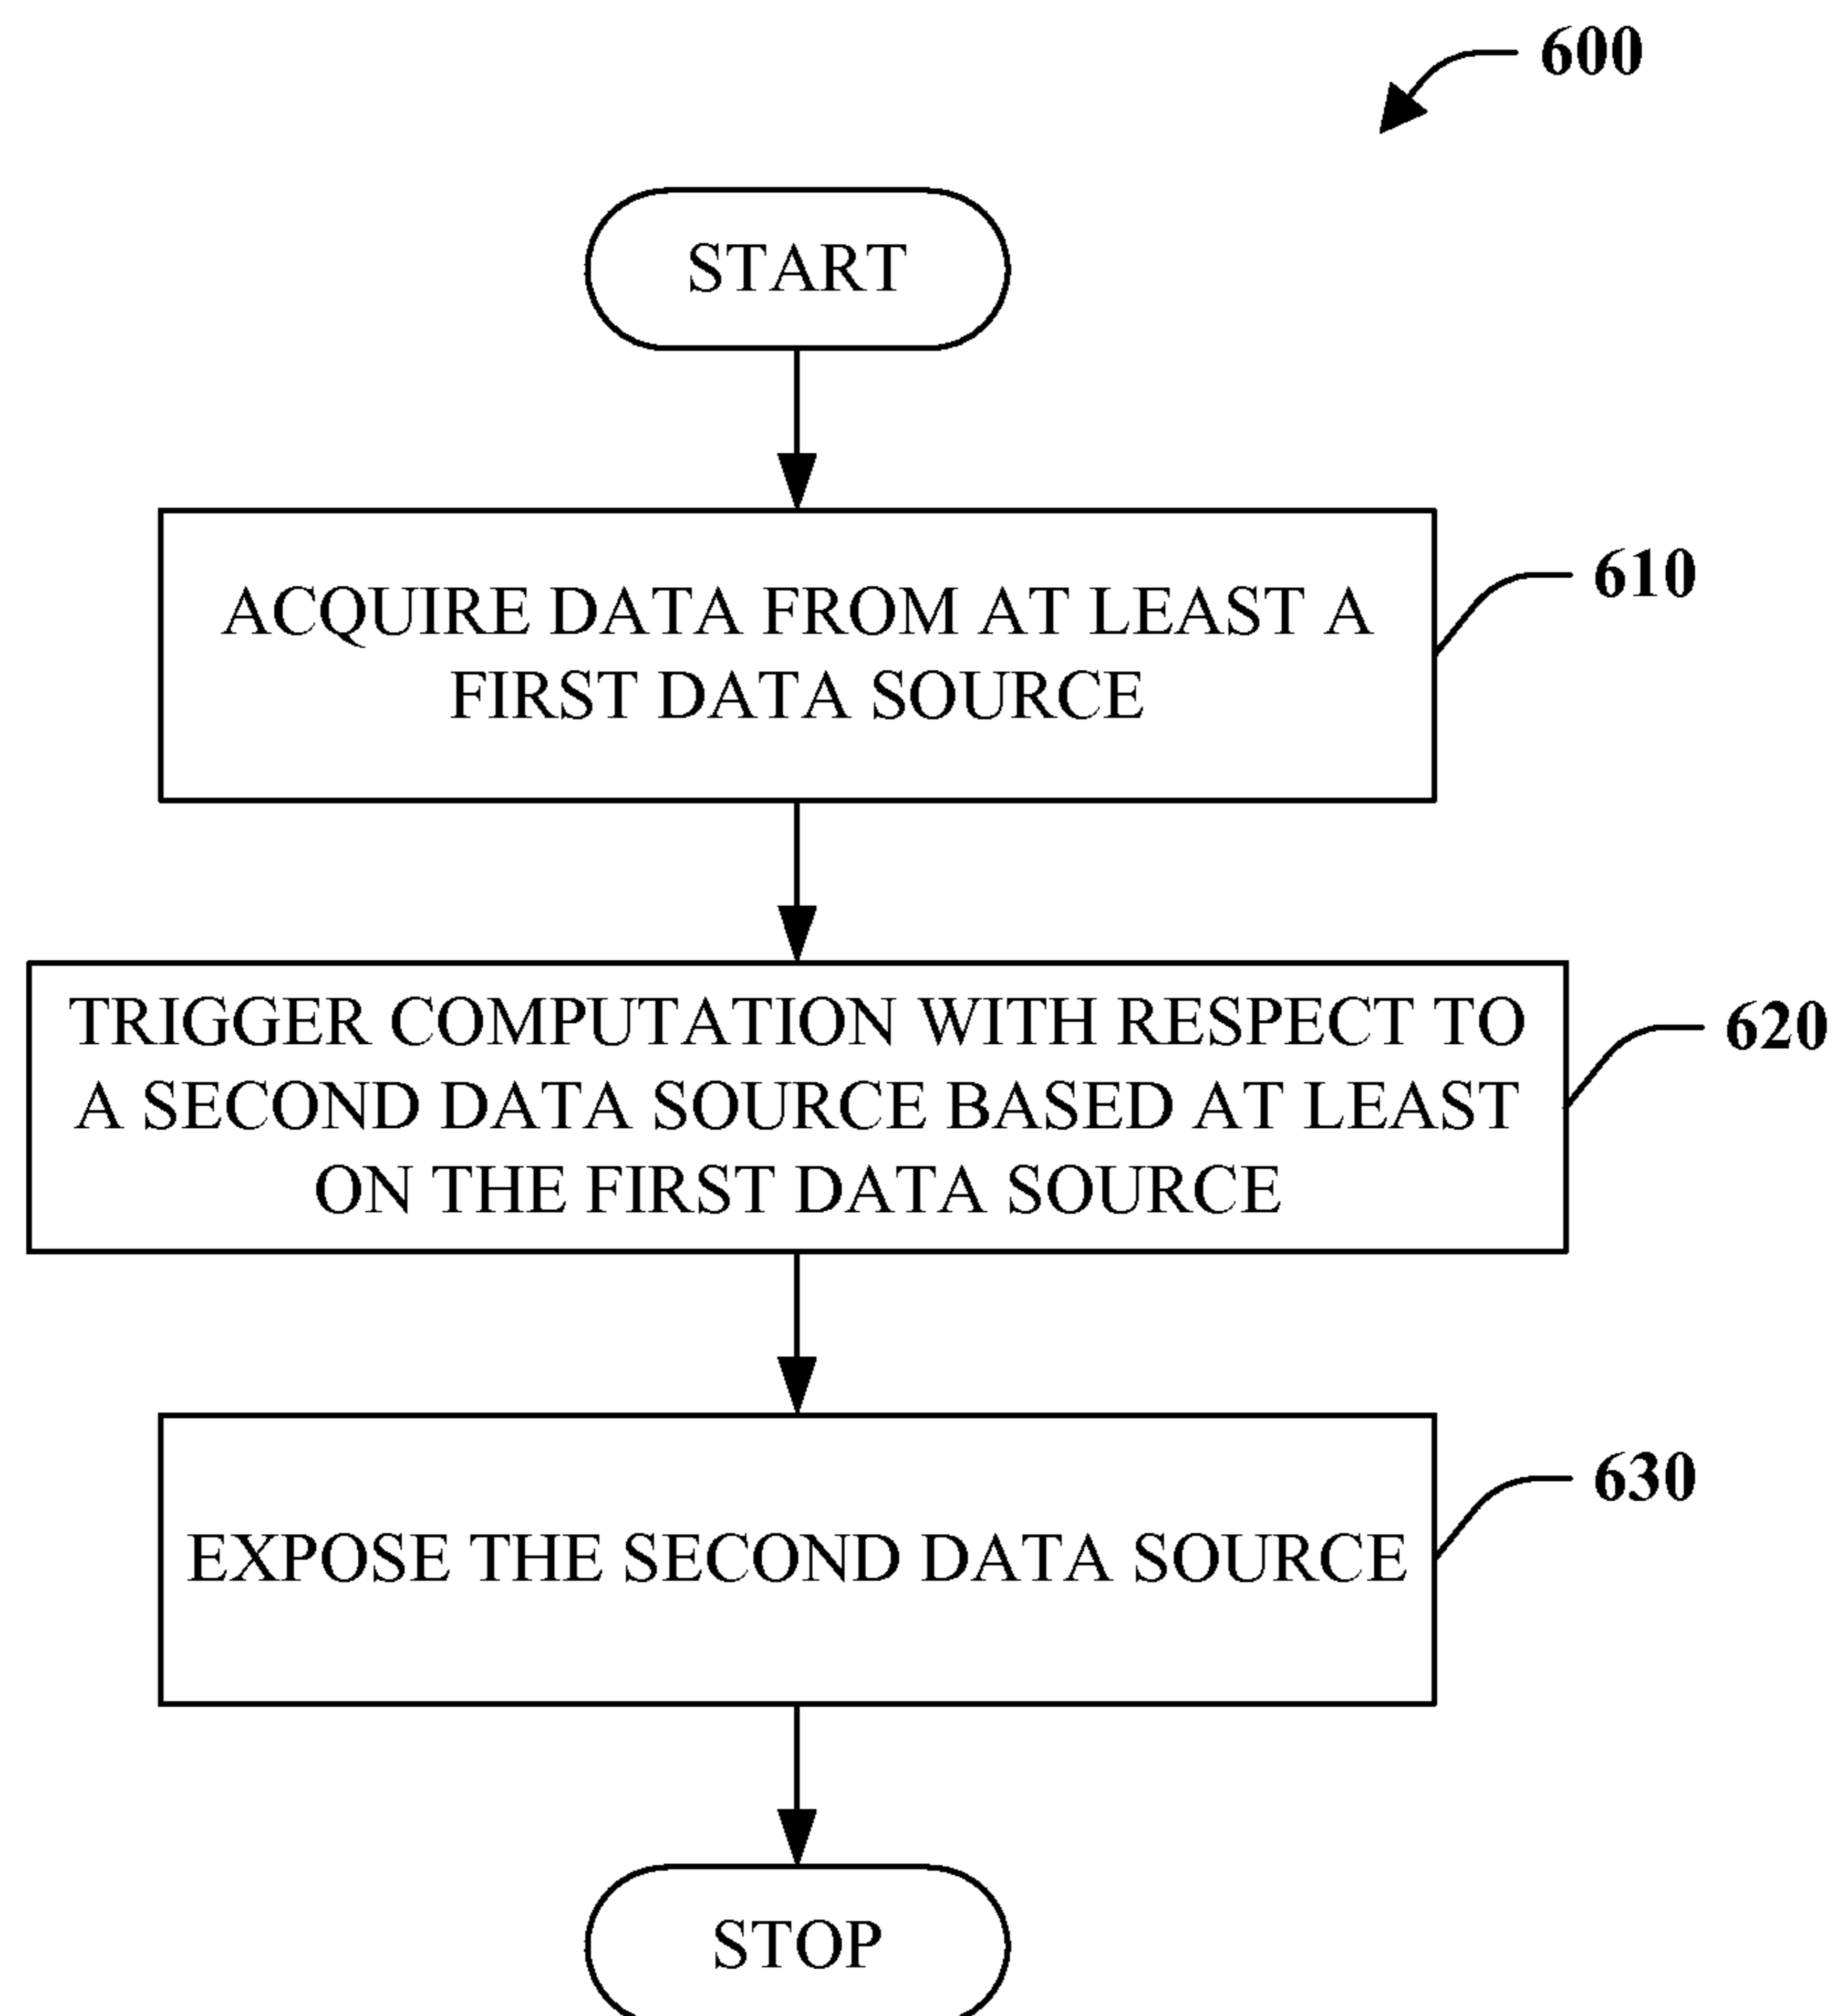 600
START
ACQUIRE DATA FROM AT LEAST A
FIRST DATA SOURCE
610
TRIGGER COMPUTATION WITH RESPECT TO
A SECOND DATA SOURCE BASED AT LEAST
ON THE FIRST DATA SOURCE
620
EXPOSE THE SECOND DATA SOURCE
630
STOP